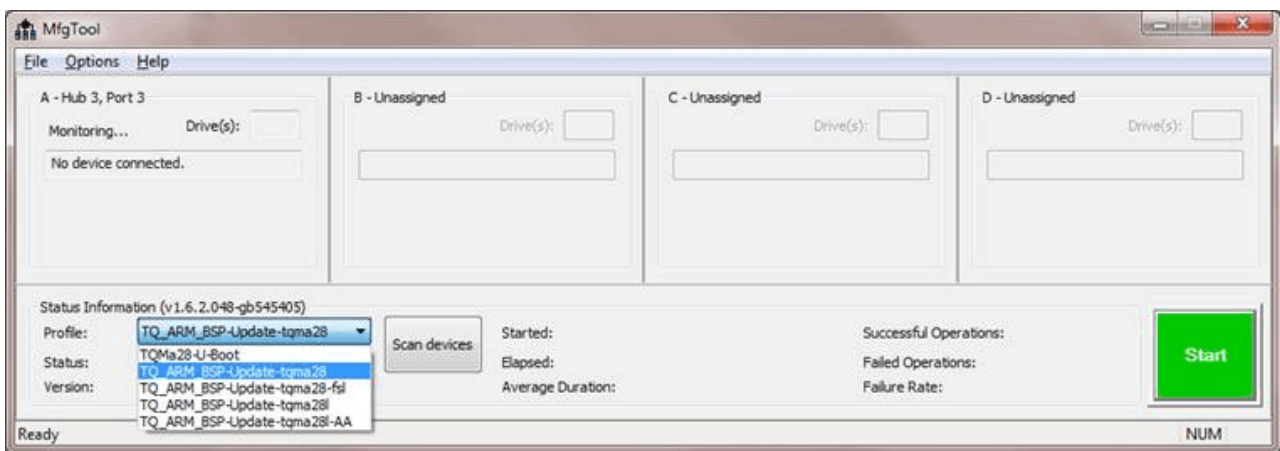 MfgTool
File Options Help
A - Hub 3, Port 3
Monitoring... Drive(s):
No device connected.
B - Unassigned
Drive(s):
C - Unassigned
Drive(s):
D - Unassigned
Drive(s):
Status Information (v1.6.2.048-gb545405)
Profile: TQ_ARM_BSP-Update-tqma28
TQMa28-U-Boot
TQ_ARM_BSP-Update-tqma28
TQ_ARM_BSP-Update-tqma28-fsl
TQ_ARM_BSP-Update-tqma28l
TQ_ARM_BSP-Update-tqma28l-AA
Status:
Version:
Scan devices
Started:
Elapsed:
Average Duration:
Successful Operations:
Failed Operations:
Failure Rate:
Start
Ready NUM